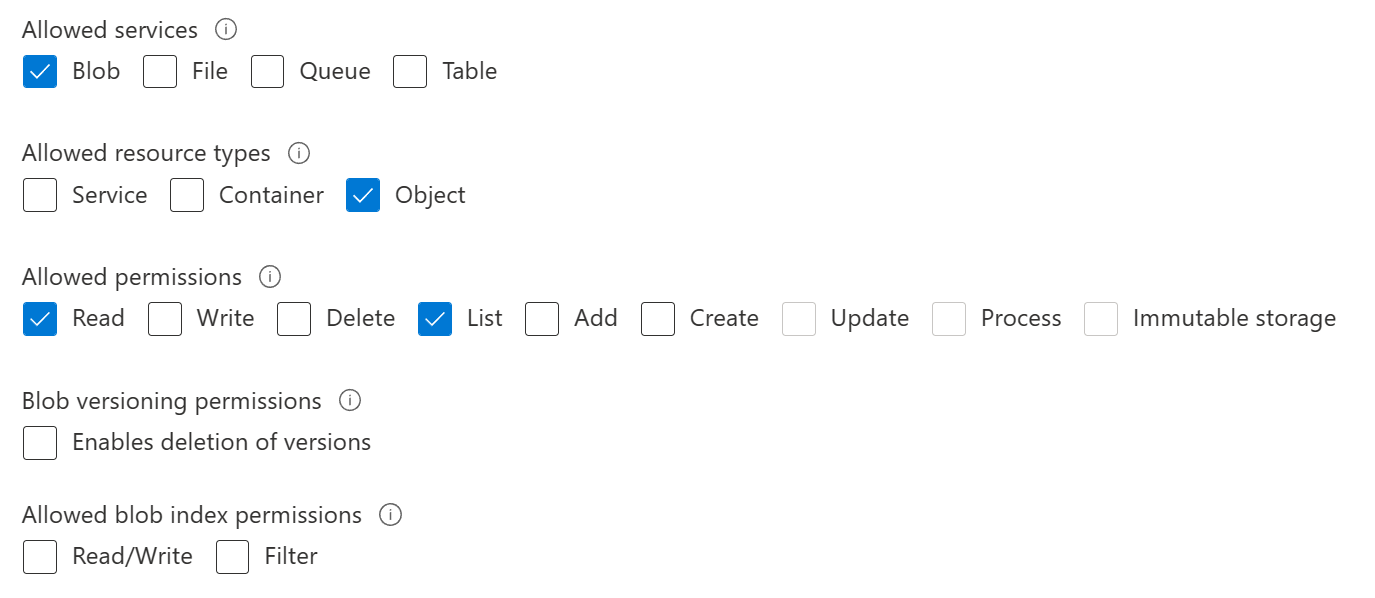 Allowed services
Blob File Queue Table
Allowed resource types
Service Container Object
Allowed permissions
Read Write Delete List Add Create Update Process Immutable storage
Blob versioning permissions
Enables deletion of versions
Allowed blob index permissions
Read/Write Filter